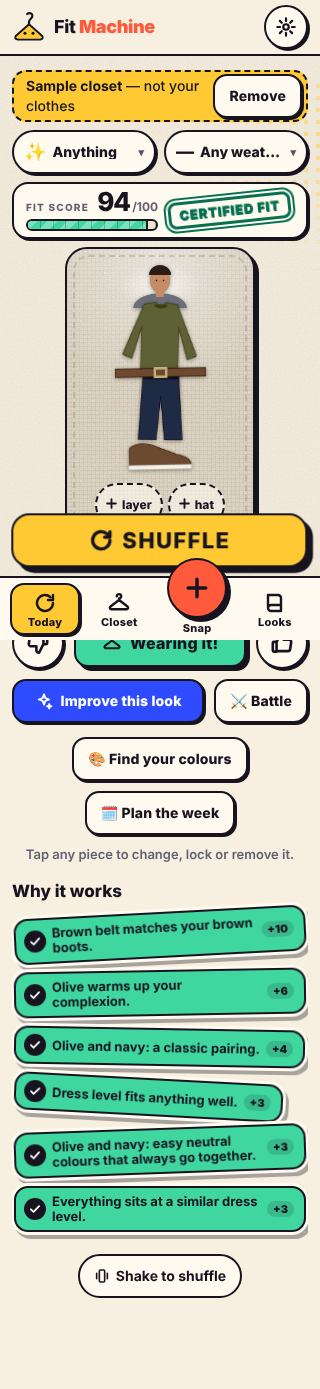 Fit Machine
Sample closet — not your
clothes
Remove
Anything
Any weat...
FIT SCORE 94/100
CERTIFIED FIT
+ layer
+ hat
SHUFFLE
Today
Closet
Snap
Looks
Wearing it!
Improve this look
Battle
Find your colours
Plan the week
Tap any piece to change, lock or remove it.
Why it works
Brown belt matches your brown
boots.
+10
Olive warms up your
complexion.
+6
Olive and navy: a classic pairing.
+4
Dress level fits anything well.
+3
Olive and navy: easy neutral
colours that always go together.
+3
Everything sits at a similar dress
level.
+3
Shake to shuffle